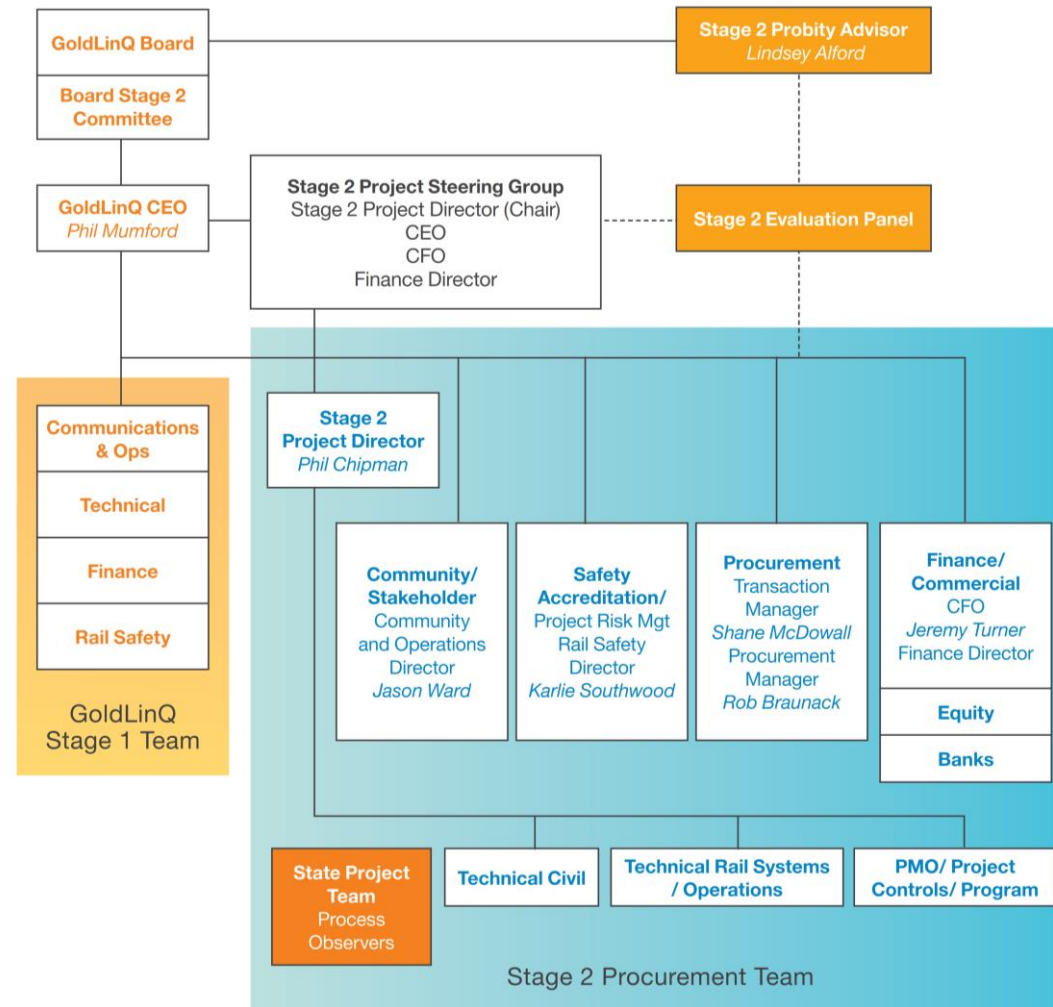 GoldLinQ Board
Board Stage 2
Committee
Stage 2 Probity Advisor
Lindsey Alford
GoldLinQ CEO
Phil Mumford
Stage 2 Project Steering Group
Stage 2 Project Director (Chair)
CEO
CFO
Finance Director
Stage 2 Evaluation Panel
Communications
& Ops
Technical
Finance
Rail Safety
GoldLinQ
Stage 1 Team
Stage 2
Project Director
Phil Chipman
Community/
Stakeholder
Community
and Operations
Director
Jason Ward
Safety
Accreditation/
Project Risk Mgt
Rail Safety
Director
Karlie Southwood
Procurement
Transaction
Manager
Shane McDowall
Procurement
Manager
Rob Braunack
Finance/
Commercial
CFO
Jeremy Turner
Finance Director
Equity
Banks
State Project
Team
Process
Observers
Technical Civil
Technical Rail Systems
/ Operations
PMO/ Project
Controls/ Program
Stage 2 Procurement Team